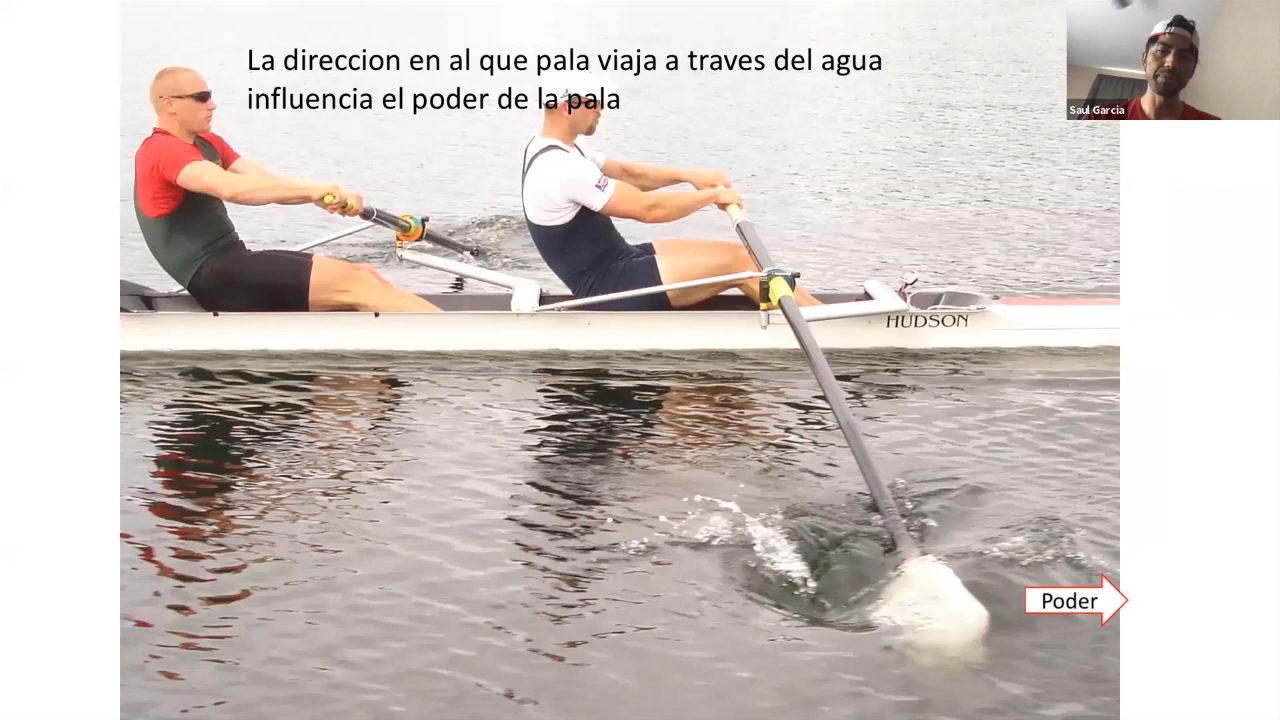 La direccion en al que pala viaja a traves del agua
influencia el poder de la pala
Saul Garcia
HUDSON
Poder